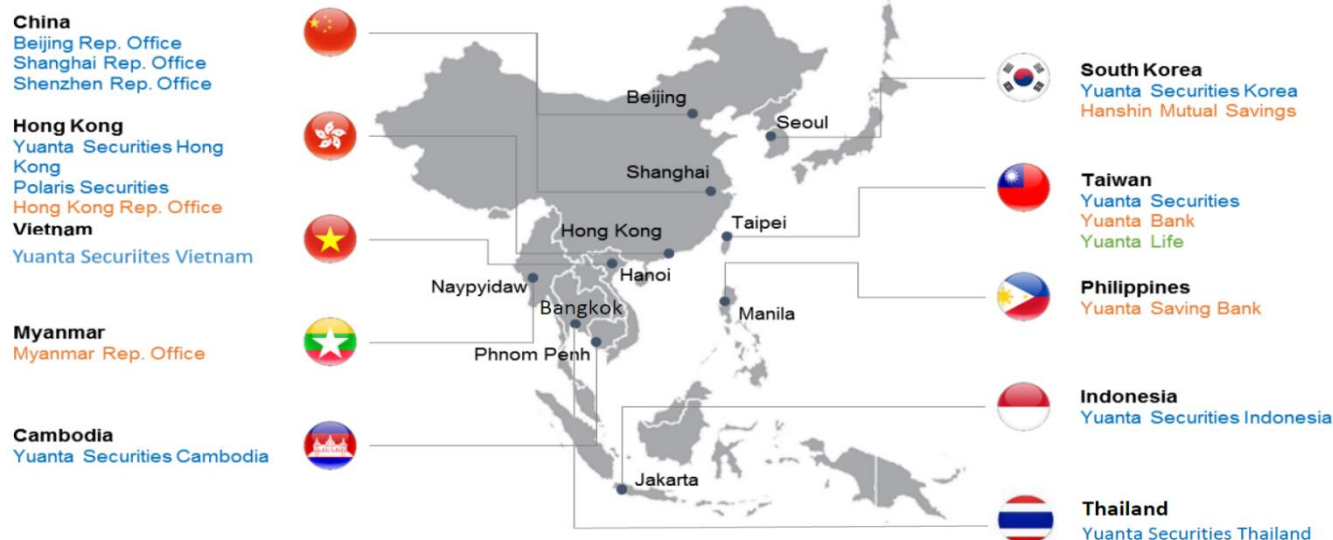 China
Beijing Rep. Office
Shanghai Rep. Office
Shenzhen Rep. Office
Hong Kong
Yuanta Securities Hong
Kong
Polaris Securities
Hong Kong Rep. Office
Vietnam
Yuanta Securiites Vietnam
Myanmar
Myanmar Rep. Office
Cambodia
Yuanta Securities Cambodia
Beijing
Seoul
Shanghai
Taipei
Hong Kong
Hanoi
Naypyidaw
Bangkok
Manila
Phnom Penh
Jakarta
South Korea
Yuanta Securities Korea
Hanshin Mutual Savings
Taiwan
Yuanta Securities
Yuanta Bank
Yuanta Life
Philippines
Yuanta Saving Bank
Indonesia
Yuanta Securities Indonesia
Thailand
Yuanta Securities Thailand